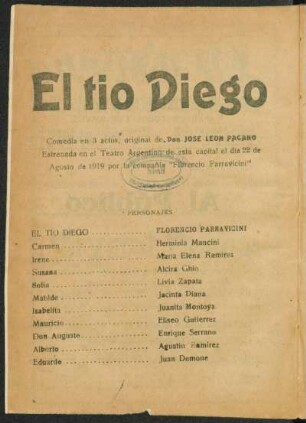 El tio Diego
Comedia en 3 actos, original de Don JOSE LEON PAGANO
Estrenada en el Teatro Argentino de esta capital el dia 22 de
Agosto de 1919 por la compañía "Florencio Parravicini"
PERSONAJES
EL TIO DIEGO FLORENCIO PARRAVICINI
Carmen Herminia Mancini
Irene Maria Elena Ramirez
Susana Alcira Ghio
Sofia Livia Zapata
Matilde Jacinta Diana
Isabelita Juanita Montoya
Mauricio Eliseo Gutierrez
Don Augusto Enrique Serrano
Alberto Agustin Ramirez
Eduardo Juan Domone